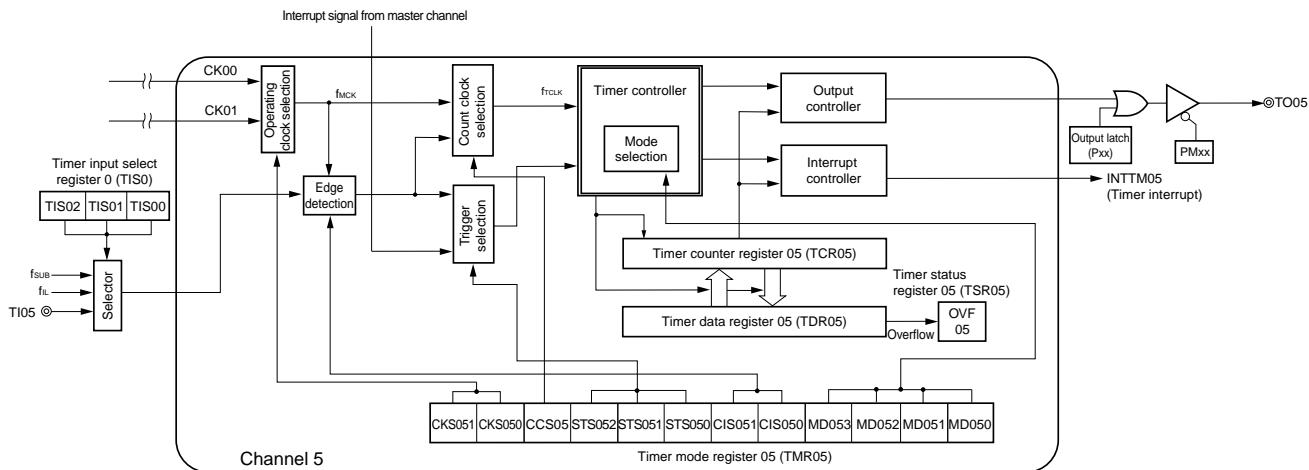 Interrupt signal from master channel
CK00
CK01
Operating
clock selection
fMCK
Count clock
selection
fTCLK
Timer controller
Mode
selection
Output
controller
TO05
Output latch
(Pxx)
PMxx
Interrupt
controller
INTTM05
(Timer interrupt)
Timer input select
register 0 (TIS0)
TIS02 TIS01 TIS00
Edge
detection
Trigger
selection
fSUB
fIL
TI05
Selector
Timer counter register 05 (TCR05)
Timer status
register 05 (TSR05)
Timer data register 05 (TDR05)
Overflow
OVF
05
CKS051 CKS050 CCS05 STS052 STS051 STS050 CIS051 CIS050 MD053 MD052 MD051 MD050
Channel 5
Timer mode register 05 (TMR05)